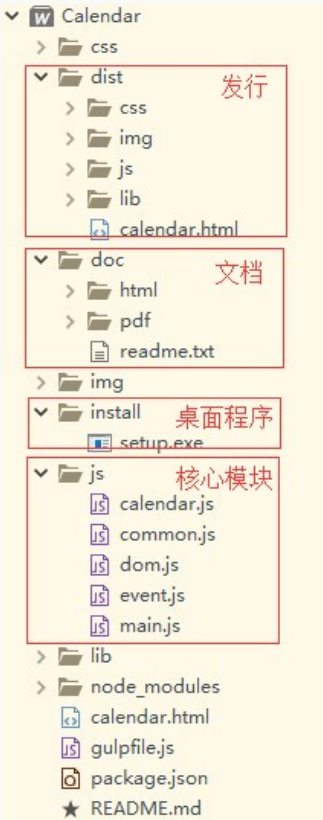 Calendar
css
dist
发行
css
img
js
lib
calendar.html
doc
文档
html
pdf
readme.txt
img
install
桌面程序
setup.exe
js
核心模块
calendar.js
common.js
dom.js
event.js
main.js
lib
node_modules
calendar.html
gulpfile.js
package.json
README.md